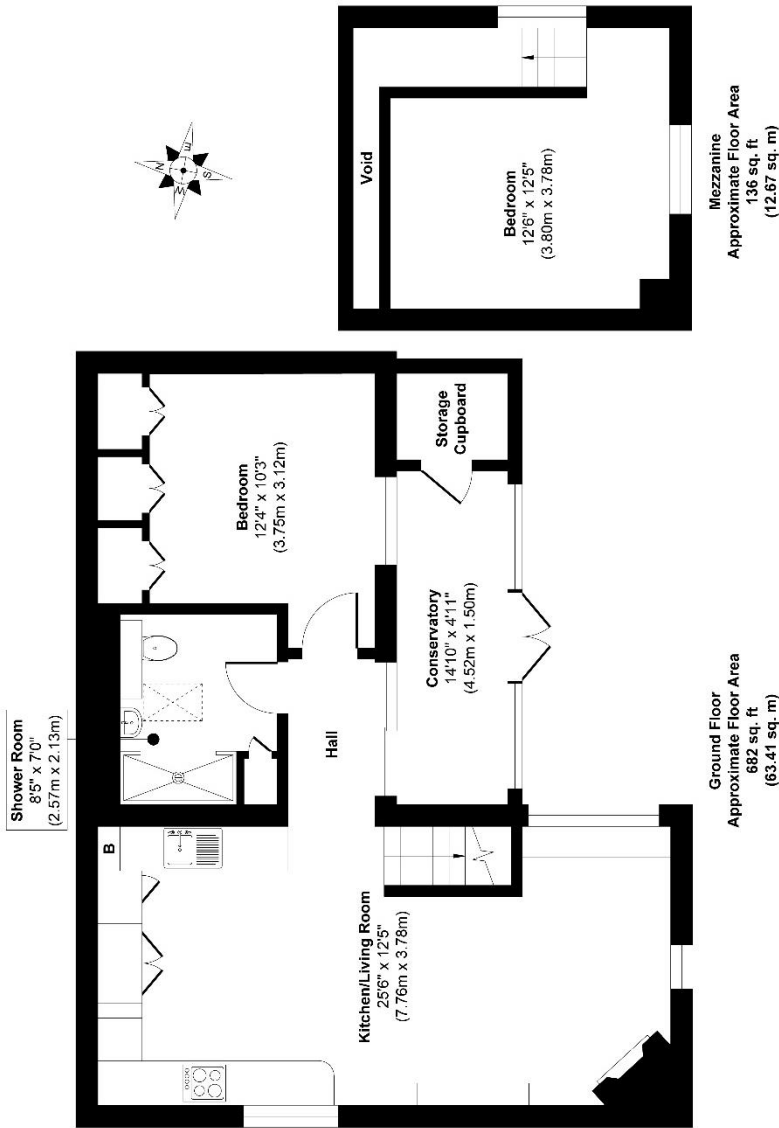 Shower Room
8'5" x 7'0"
(2.57m x 2.13m)
B
Kitchen/Living Room
25'6" x 12'5"
(7.76m x 3.78m)
Hall
Bedroom
12'4" x 10'3"
(3.75m x 3.12m)
Conservatory
14'10" x 4'11"
(4.52m x 1.50m)
Storage
Cupboard
Ground Floor
Approximate Floor Area
682 sq. ft
(63.41 sq. m)
N
E
S
W
Void
Bedroom
12'6" x 12'5"
(3.80m x 3.78m)
Mezzanine
Approximate Floor Area
136 sq. ft
(12.67 sq. m)